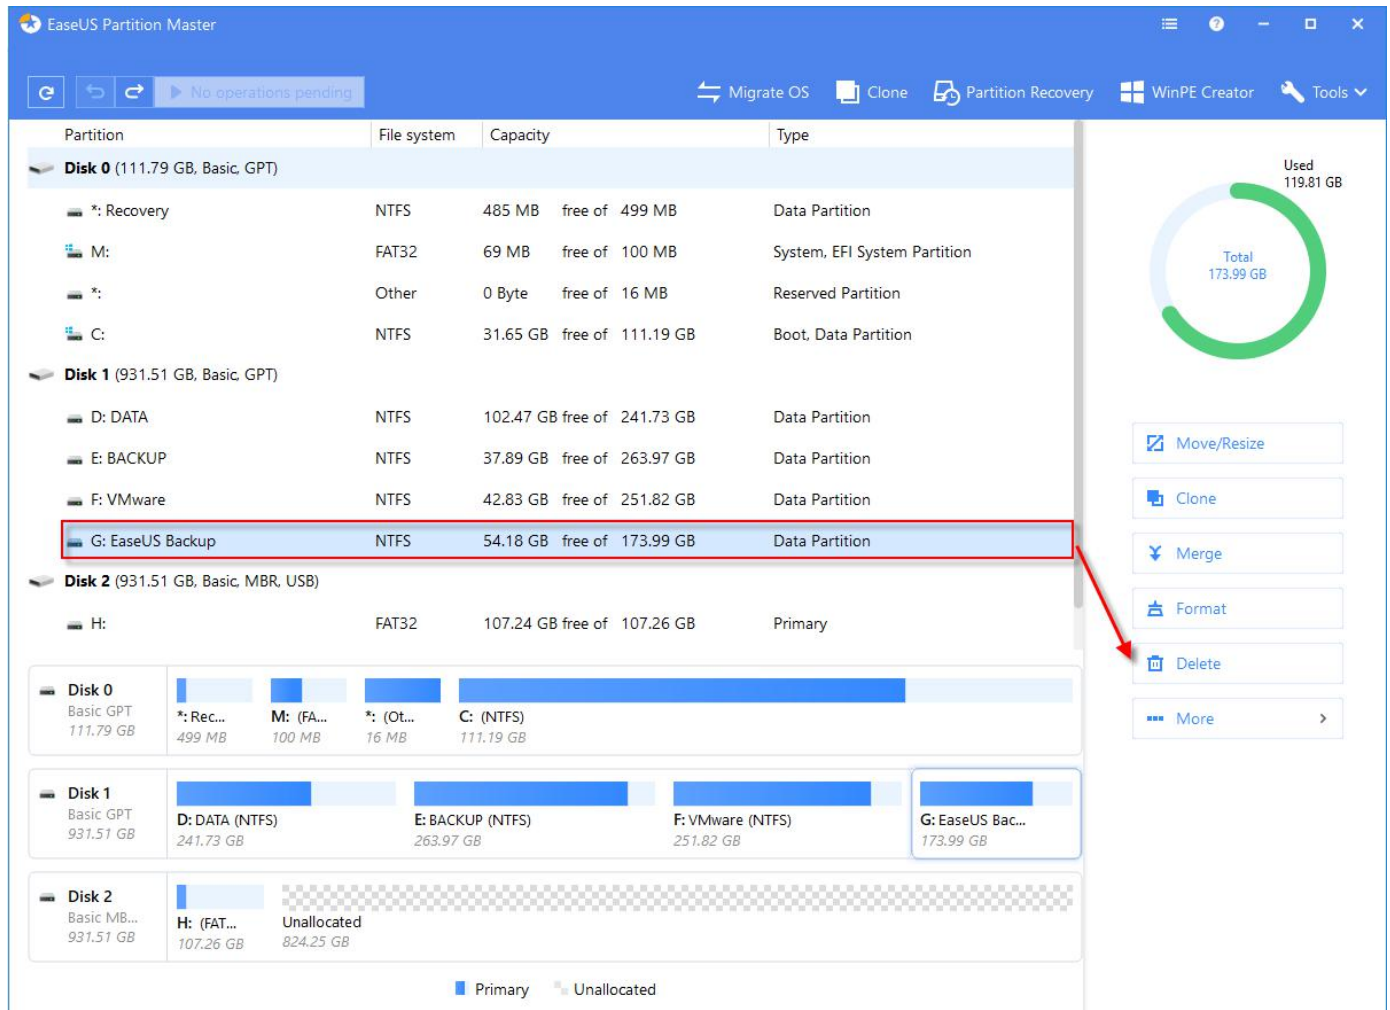 EaseUS Partition Master
No operations pending
Migrate OS Clone Partition Recovery WinPE Creator Tools
Partition File system Capacity Type
Disk 0 (111.79 GB, Basic, GPT)
*: Recovery NTFS 485 MB free of 499 MB Data Partition
M: FAT32 69 MB free of 100 MB System, EFI System Partition
*: Other 0 Byte free of 16 MB Reserved Partition
C: NTFS 31.65 GB free of 111.19 GB Boot, Data Partition
Disk 1 (931.51 GB, Basic, GPT)
D: DATA NTFS 102.47 GB free of 241.73 GB Data Partition
E: BACKUP NTFS 37.89 GB free of 263.97 GB Data Partition
F: VMware NTFS 42.83 GB free of 251.82 GB Data Partition
G: EaseUS Backup NTFS 54.18 GB free of 173.99 GB Data Partition
Disk 2 (931.51 GB, Basic, MBR, USB)
H: FAT32 107.24 GB free of 107.26 GB Primary
Used
119.81 GB
Total
173.99 GB
Move/Resize
Clone
Merge
Format
Delete
More
Disk 0
Basic GPT
111.79 GB
*: Rec... M: (FA... *: (Ot... C: (NTFS)
499 MB 100 MB 16 MB 111.19 GB
Disk 1
Basic GPT
931.51 GB
D: DATA (NTFS) E: BACKUP (NTFS) F: VMware (NTFS) G: EaseUS Bac...
241.73 GB 263.97 GB 251.82 GB 173.99 GB
Disk 2
Basic MB...
931.51 GB
H: (FAT... Unallocated
107.26 GB 824.25 GB
Primary Unallocated